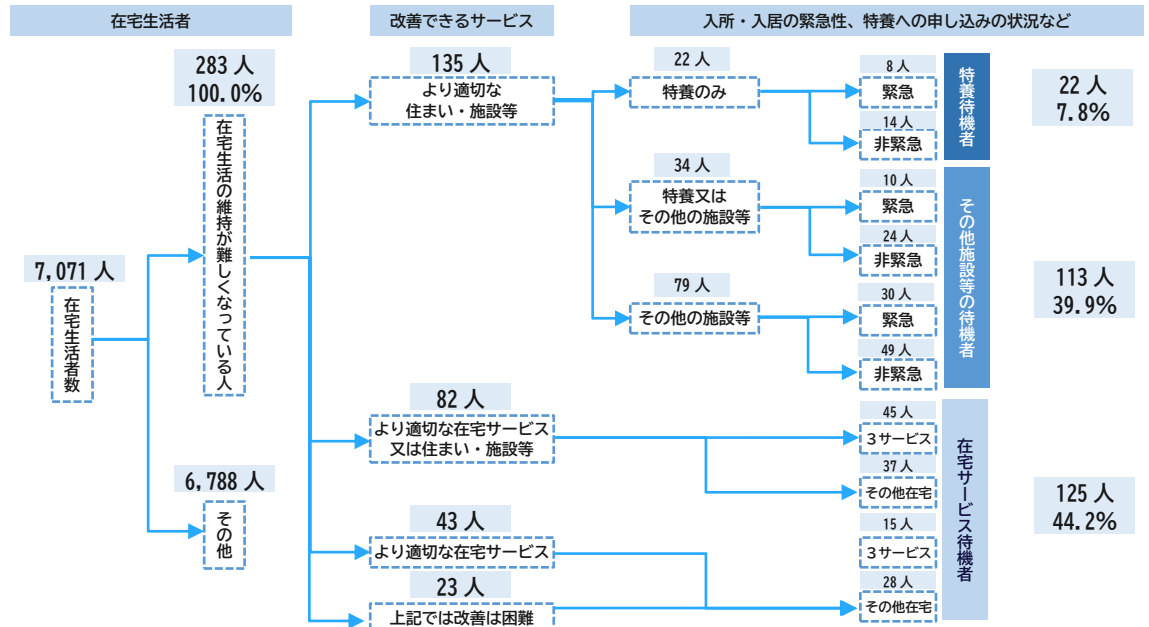 在宅生活者
改善できるサービス
入所・入居の緊急性、特養への申し込みの状況など
7,071 人
在宅生活者数
283 人
100.0%
在宅生活の維持が難しくなっている人
6,788 人
その他
135 人
より適切な
住まい・施設等
82 人
より適切な在宅サービス
又は住まい・施設等
43 人
より適切な在宅サービス
23 人
上記では改善は困難
22 人
特養のみ
34 人
特養又は
その他の施設等
79 人
その他の施設等
8 人
緊急
14 人
非緊急
10 人
緊急
24 人
非緊急
30 人
緊急
49 人
非緊急
45 人
3サービス
37 人
その他在宅
15 人
3サービス
28 人
その他在宅
特養待機者
その他施設等の待機者
在宅サービス待機者
22 人
7.8%
113 人
39.9%
125 人
44.2%